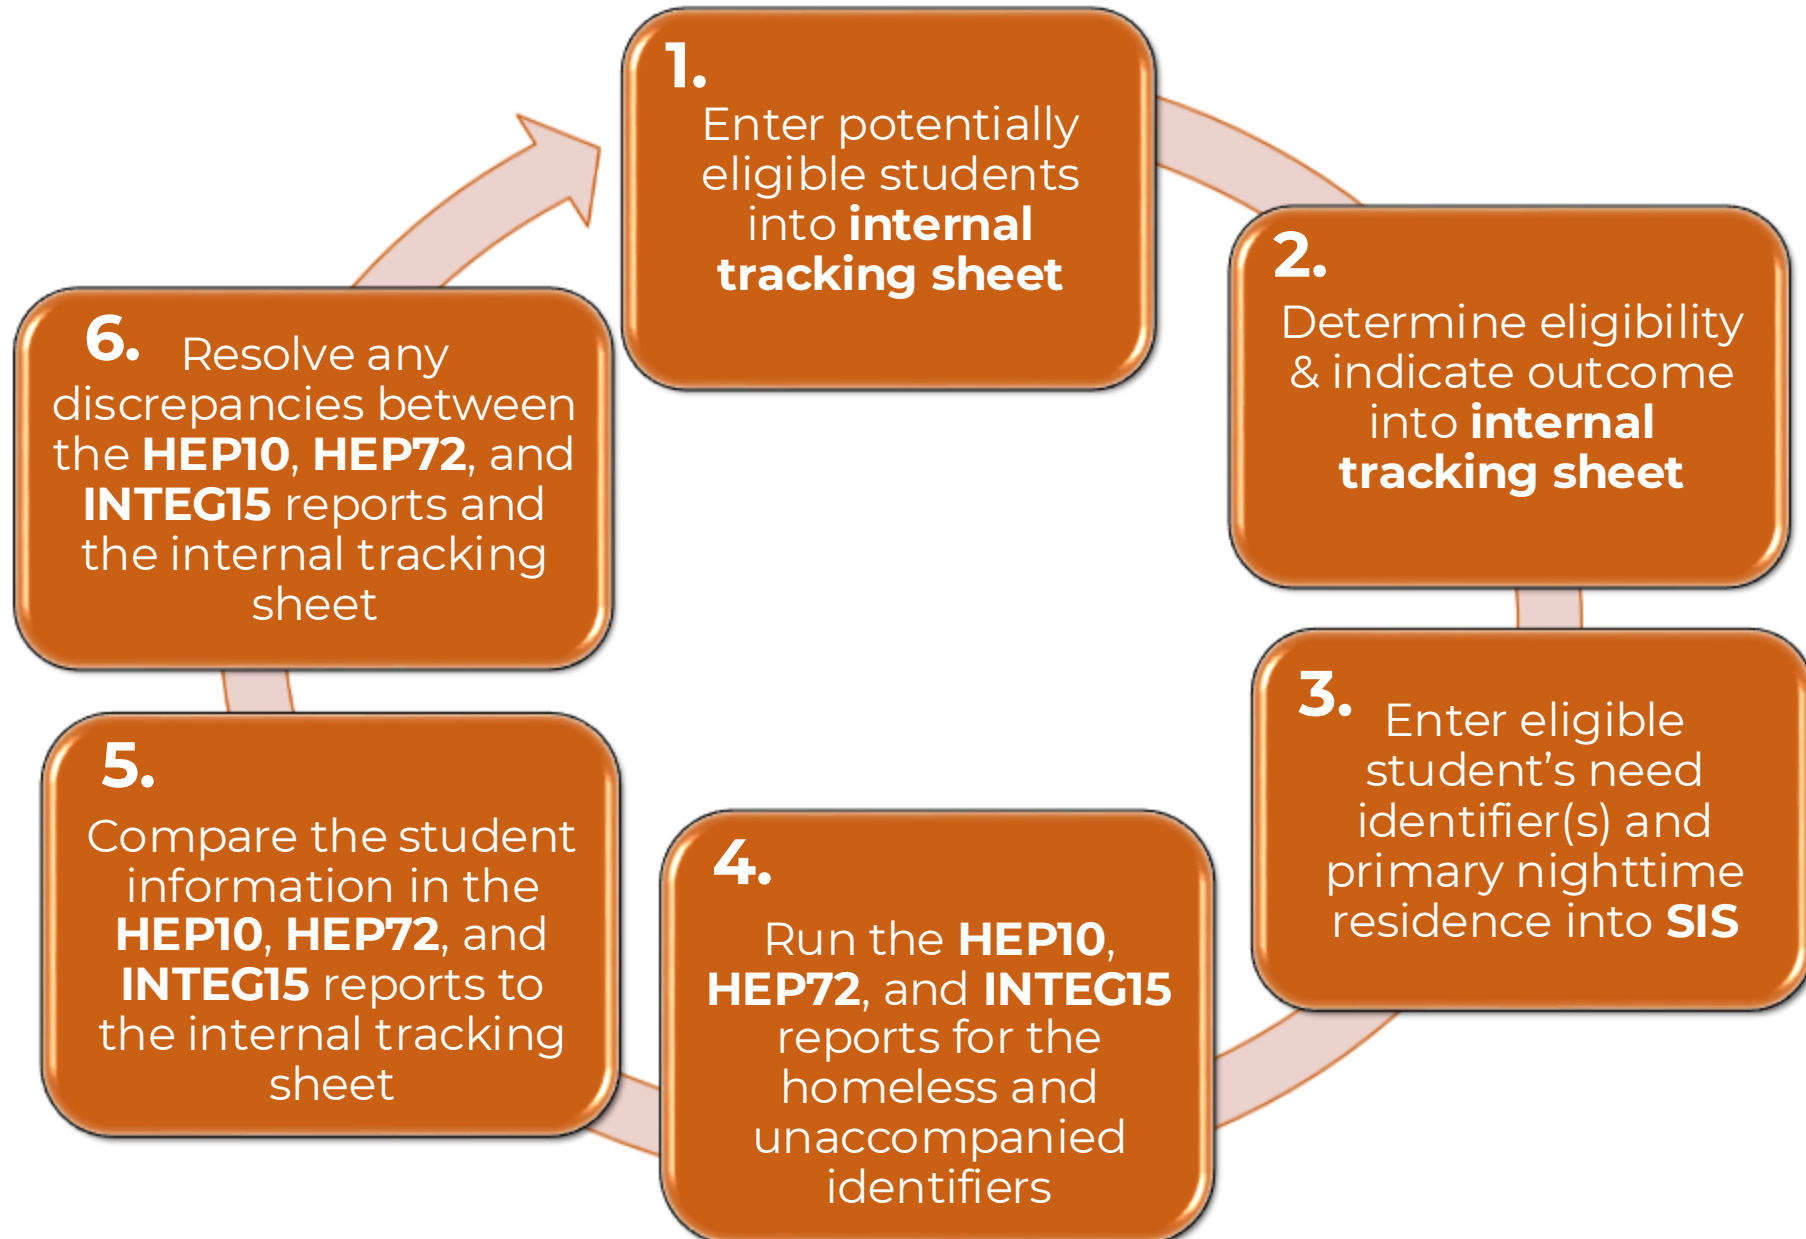 1.
Enter potentially
eligible students
into internal
tracking sheet
2.
Determine eligibility
& indicate outcome
into internal
tracking sheet
3.
Enter eligible
student’s need
identifier(s) and
primary nighttime
residence into SIS
4.
Run the HEP10,
HEP72, and INTEG15
reports for the
homeless and
unaccompanied
identifiers
5.
Compare the student
information in the
HEP10, HEP72, and
INTEG15 reports to
the internal tracking
sheet
6.
Resolve any
discrepancies between
the HEP10, HEP72, and
INTEG15 reports and
the internal tracking
sheet